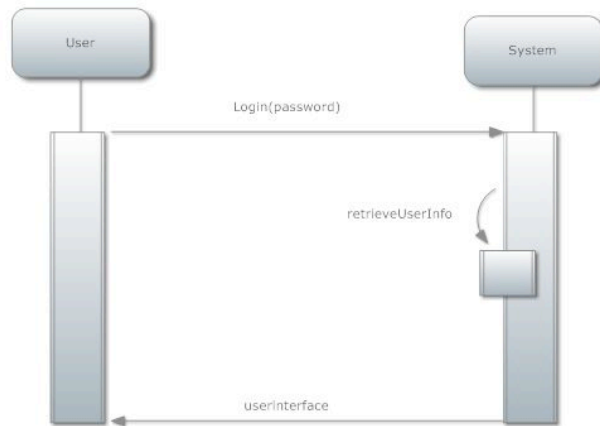 User
System
Login(password)
retrieveUserInfo
userinterface